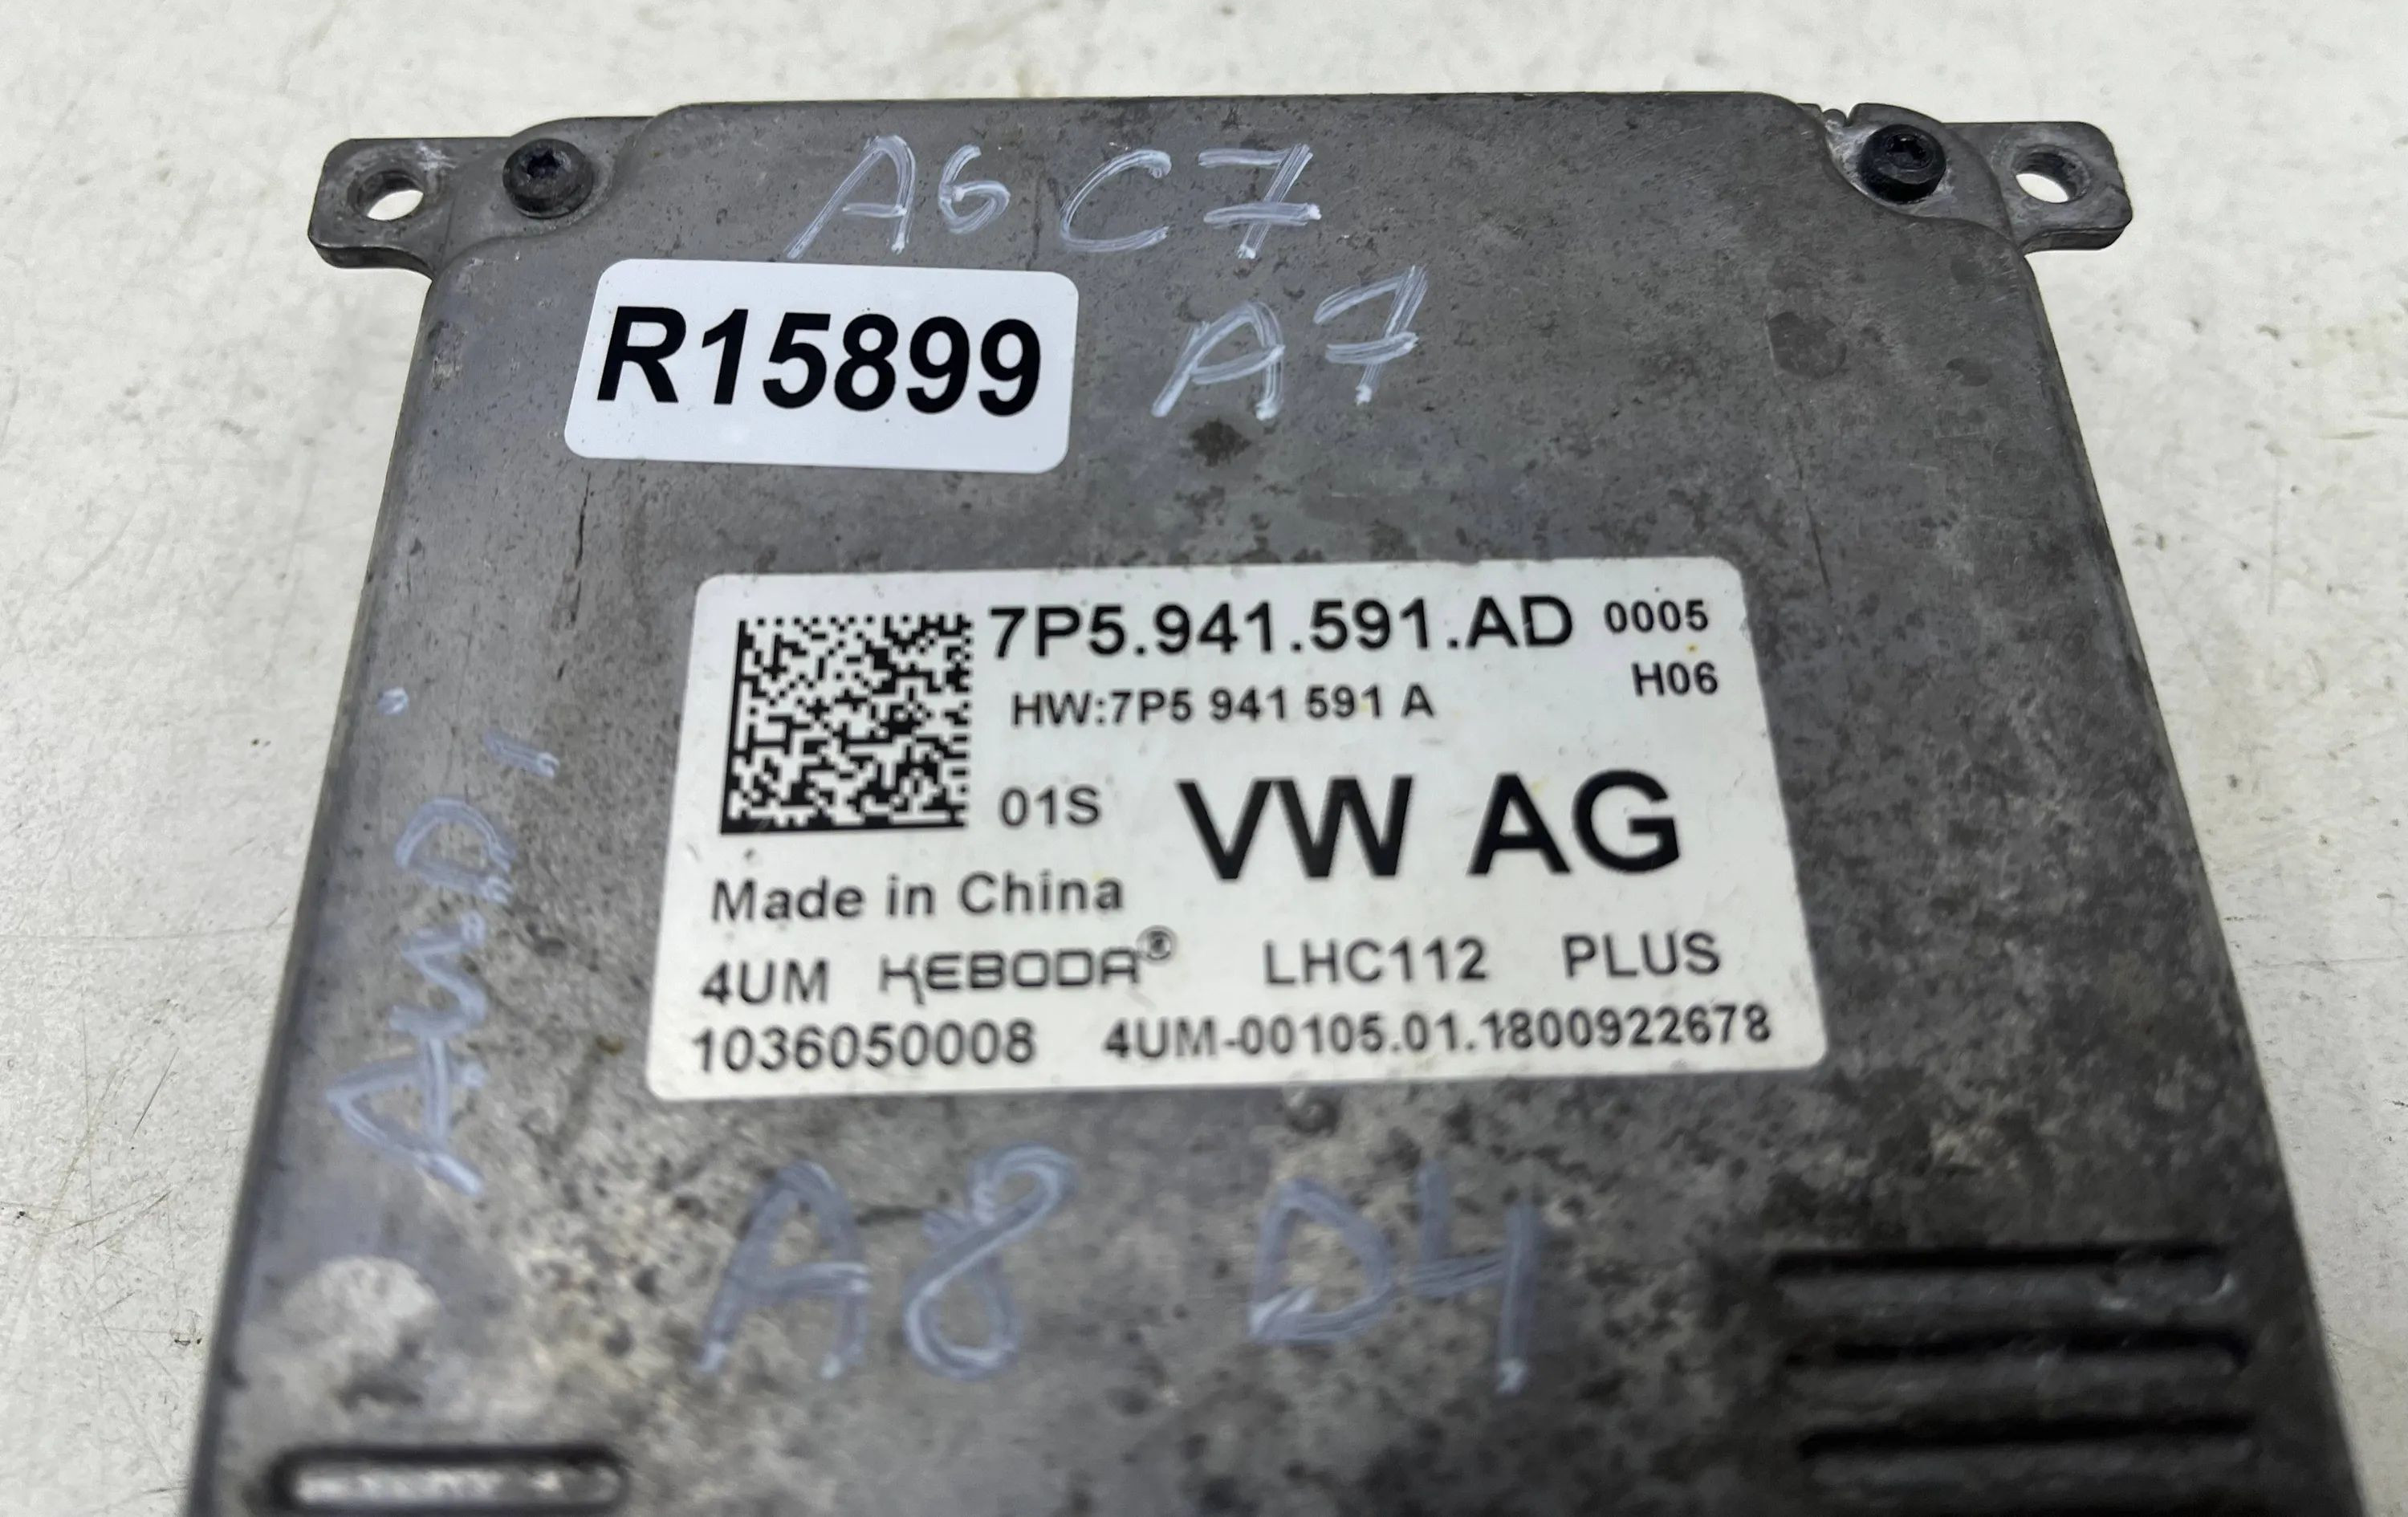 A6 C7
R15899
A7
7P5.941.591.AD 0005
HW:7P5 941 591 A H06
01S VW AG
Made in China
4UM KEBODA® LHC112 PLUS
1036050008 4UM-00105.01.1800922678
AUDI
A8 D4